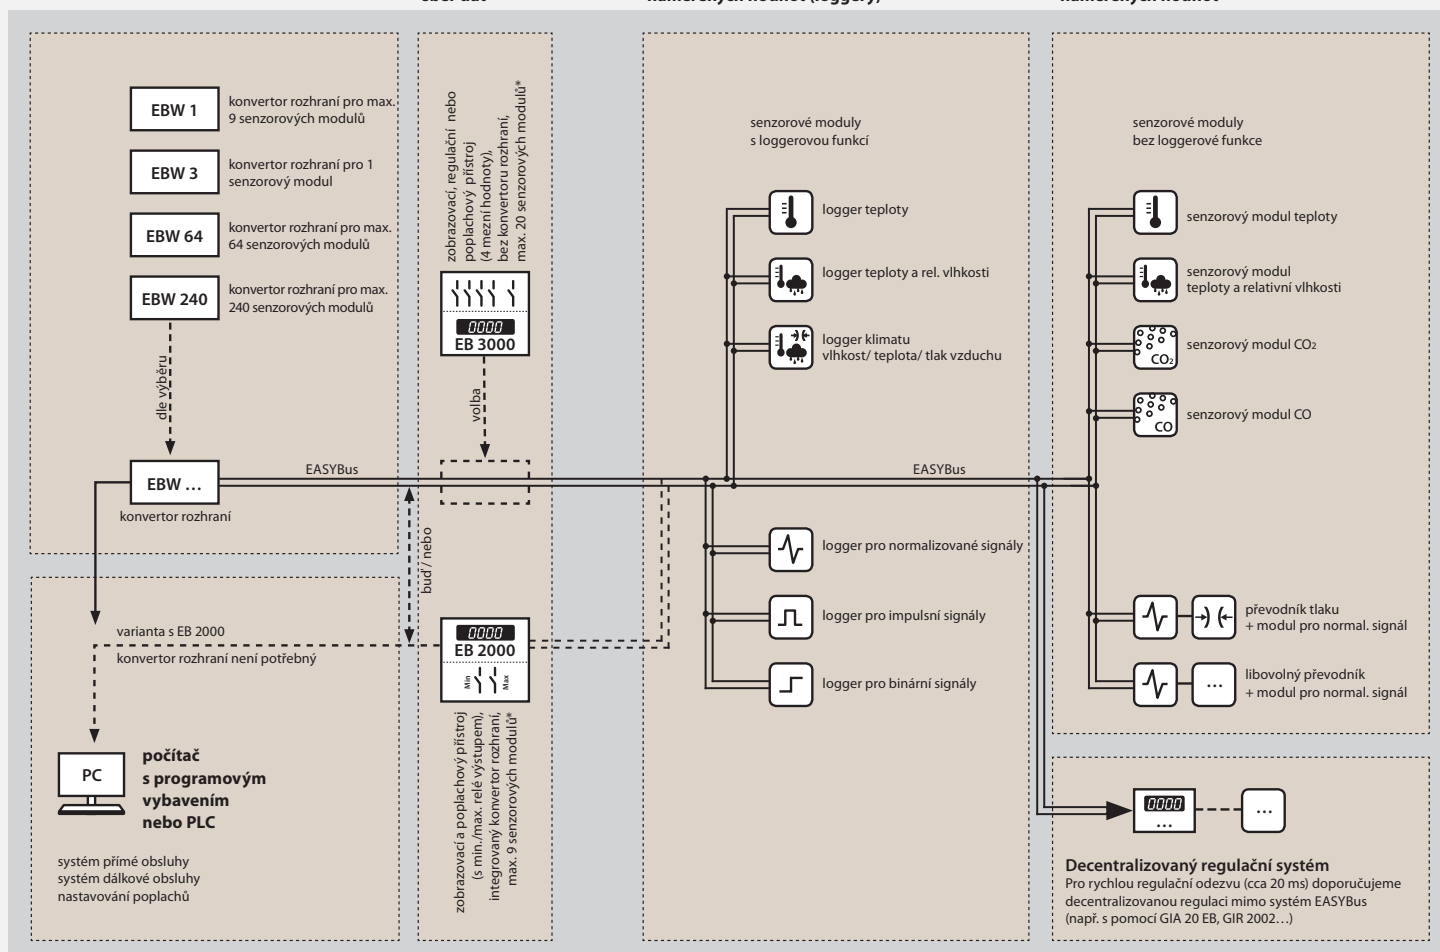 EBW 1
konvertor rozhraní pro max.
9 senzorových modulů
EBW 3
konvertor rozhraní pro 1
senzorový modul
EBW 64
konvertor rozhraní pro max.
64 senzorových modulů
EBW 240
konvertor rozhraní pro max.
240 senzorových modulů
dle výběru
EBW …
konvertor rozhraní
EASYBus
zobrazovací, regulační nebo
poplachový přístroj
(4 mezní hodnoty),
bez konvertoru rozhraní,
max. 20 senzorových modulů*
0000
EB 3000
volba
buď / nebo
0000
EB 2000
Min
Max
zobrazovací a poplachový přístroj
(s min./max. relé výstupem),
integrovaný konvertor rozhraní,
max. 9 senzorových modulů*
varianta s EB 2000
konvertor rozhraní není potřebný
PC
počítač
s programovým
vybavením
nebo PLC
systém přímé obsluhy
systém dálkové obsluhy
nastavování poplachů
senzorové moduly
s loggerovou funkcí
logger teploty
logger teploty a rel. vlhkosti
logger klimatu
vlhkost/ teplota/ tlak vzduchu
EASYBus
logger pro normalizované signály
logger pro impulsní signály
logger pro binární signály
senzorové moduly
bez loggerové funkce
senzorový modul teploty
senzorový modul
teploty a relativní vlhkosti
CO2
senzorový modul CO2
CO
senzorový modul CO
převodník tlaku
+ modul pro normal. signál
…
libovolný převodník
+ modul pro normal. signál
0000
…
…
Decentralizovaný regulační systém
Pro rychlou regulační odezvu (cca 20 ms) doporučujeme
decentralizovanou regulaci mimo systém EASYBus
(např. s pomocí GIA 20 EB, GIR 2002…)